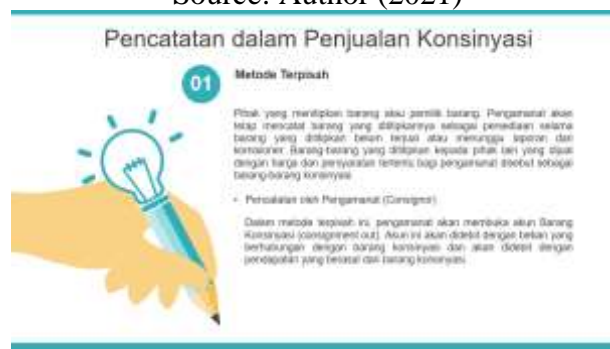 Source: Author (2021)
Pencatatan dalam Penjualan Konsinyasi
01
Metode Terpisah
Pihak yang menitipkan barang atau pemilik barang. Pengamanat akan
tetap mencatat barang yang dititipkannya sebagai persediaan selama
barang yang dititipkan belum terjual atau menunggu laporan dari
komisioner. Barang-barang yang dititipkan kepada pihak lain yang dijual
dengan harga dan persyaratan tertentu bagi pengamanat disebut sebagai
barang-barang konsinyasi.
• Pencatatan oleh Pengamanat (Consignor)
Dalam metode terpisah ini, pengamanat akan membuka akun Barang
Konsinyasi (consignment out). Akun ini akan didebit dengan beban yang
berhubungan dengan barang konsinyasi dan akan didebit dengan
pendapatan yang berasal dari barang konsinyasi.